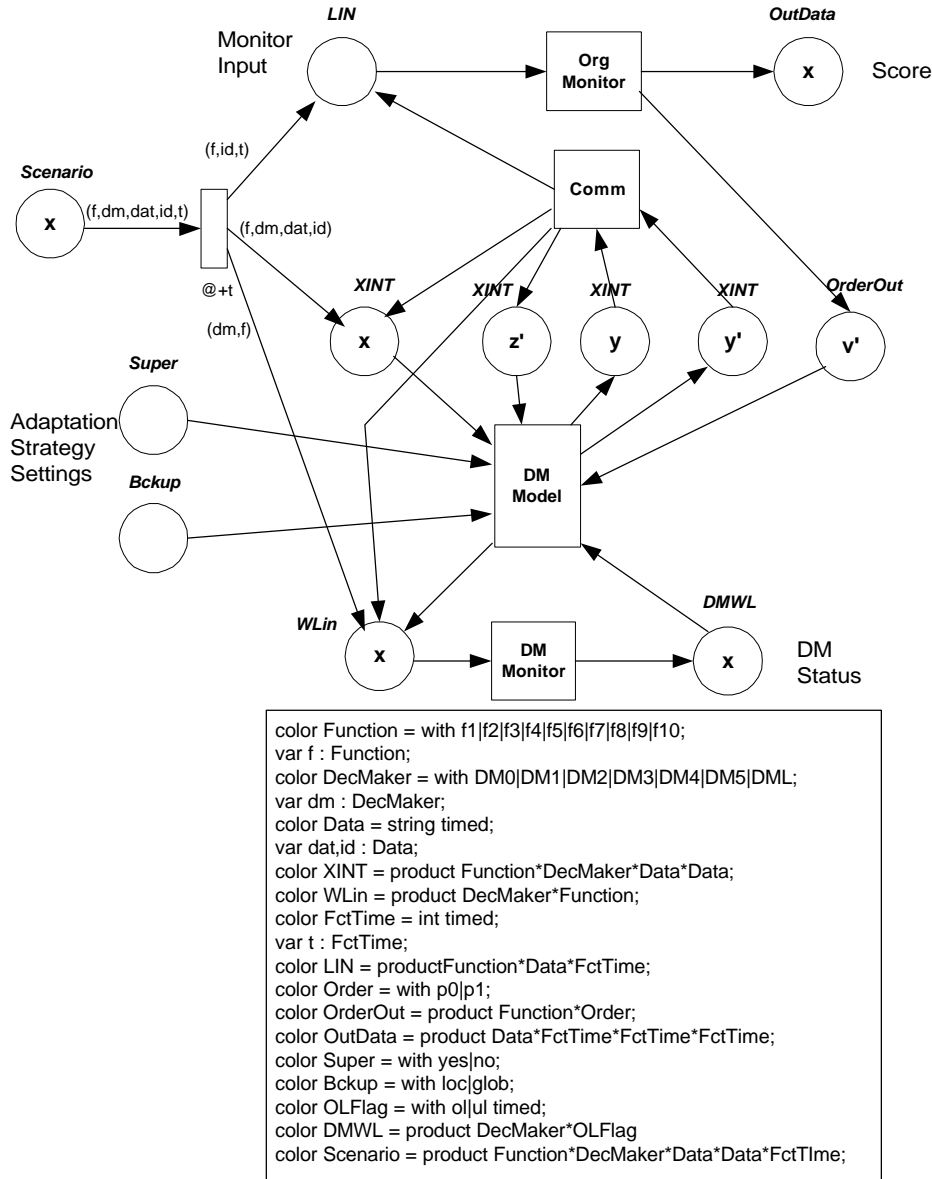 LIN
OutData
Monitor
Input
Org
Monitor
x
Score
(f,id,t)
Scenario
Comm
x
(f,dm,dat,id,t)
(f,dm,dat,id)
@+t
XINT
XINT
XINT
XINT
OrderOut
(dm,f)
x
z'
y
y'
v'
Super
Adaptation
Strategy
Settings
DM
Model
Bckup
DMWL
WLin
x
DM
Monitor
x
DM
Status
color Function = with f1|f2|f3|f4|f5|f6|f7|f8|f9|f10;
var f : Function;
color DecMaker = with DM0|DM1|DM2|DM3|DM4|DM5|DML;
var dm : DecMaker;
color Data = string timed;
var dat,id : Data;
color XINT = product Function*DecMaker*Data*Data;
color WLin = product DecMaker*Function;
color FctTime = int timed;
var t : FctTime;
color LIN = productFunction*Data*FctTime;
color Order = with p0|p1;
color OrderOut = product Function*Order;
color OutData = product Data*FctTime*FctTime*FctTime;
color Super = with yes|no;
color Bckup = with loc|glob;
color OLFlag = with ol|ul timed;
color DMWL = product DecMaker*OLFlag
color Scenario = product Function*DecMaker*Data*Data*FctTIme;